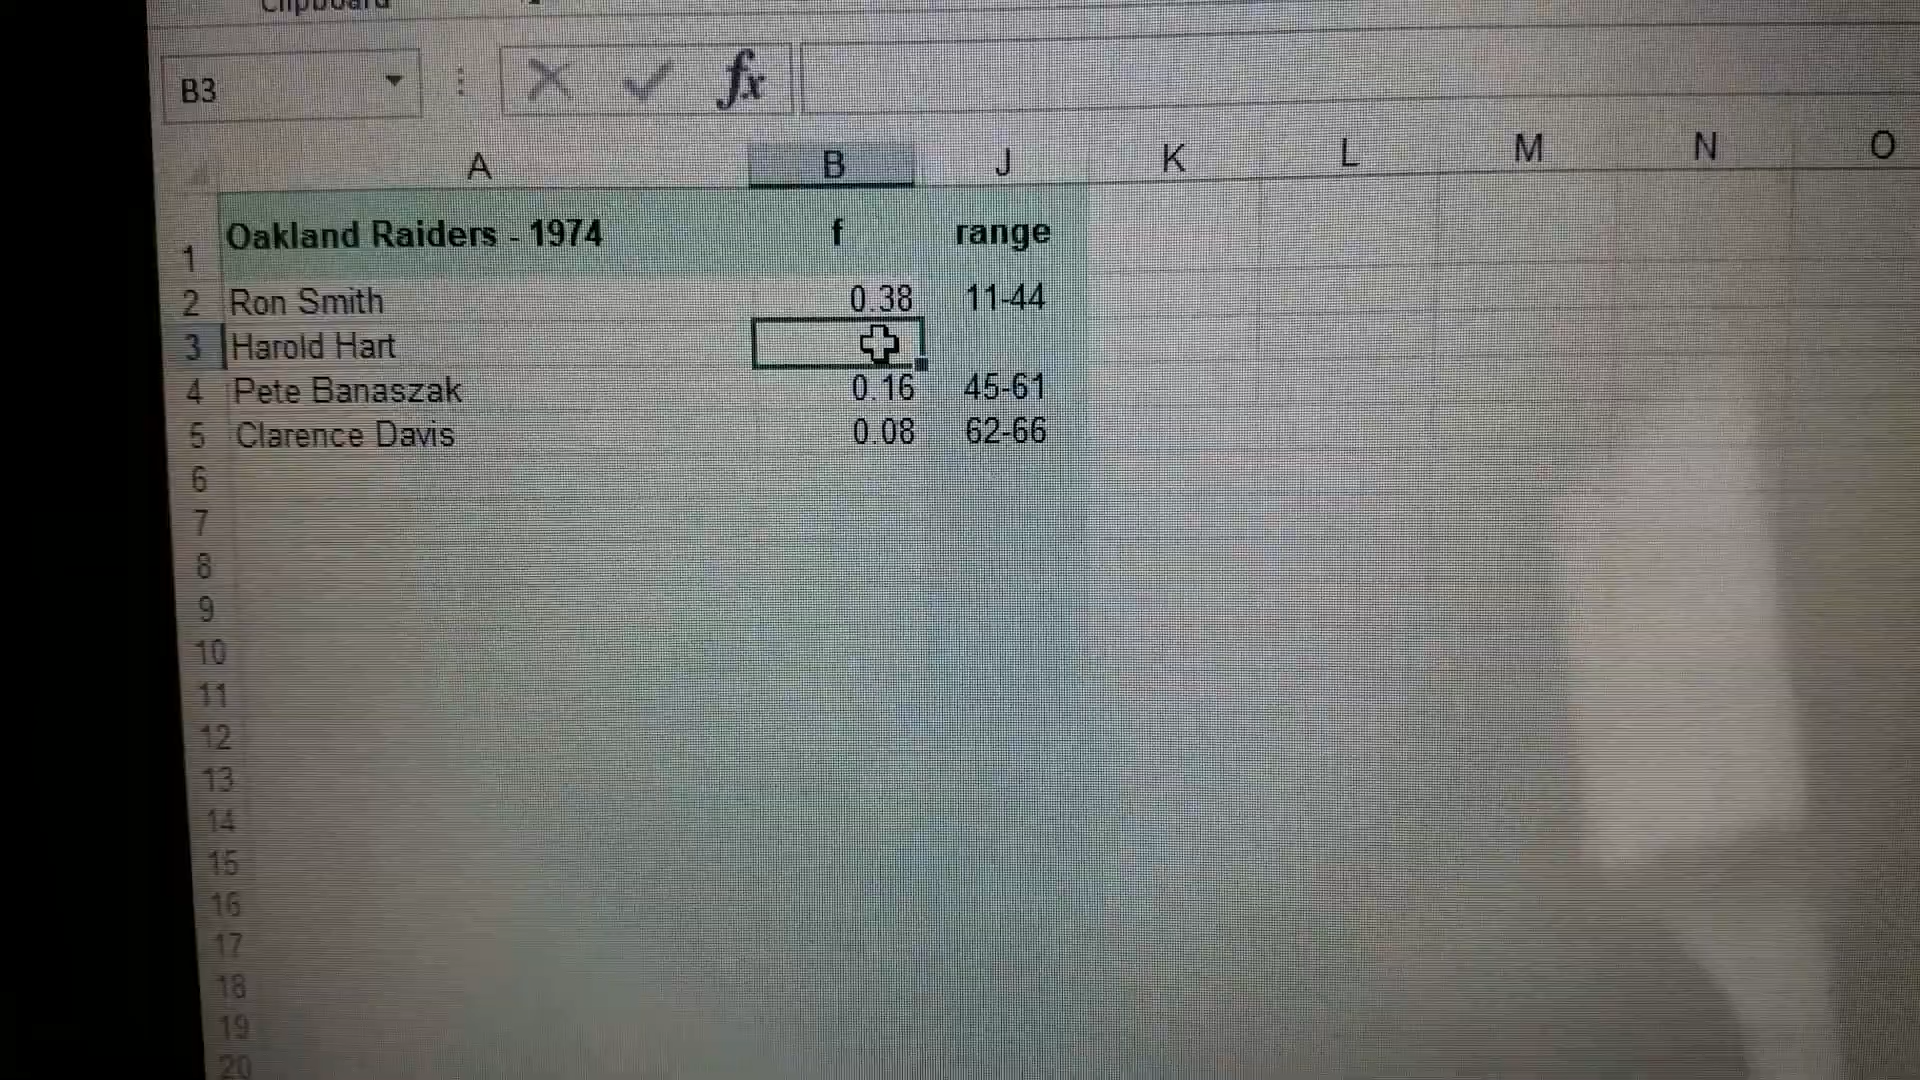 Clipboard
B3 fx
A B J K L M N O
1 Oakland Raiders - 1974 f range
2 Ron Smith 0.38 11-44
3 Harold Hart
4 Pete Banaszak 0.16 45-61
5 Clarence Davis 0.08 62-66
6
7
8
9
10
11
12
13
14
15
16
17
18
19
20